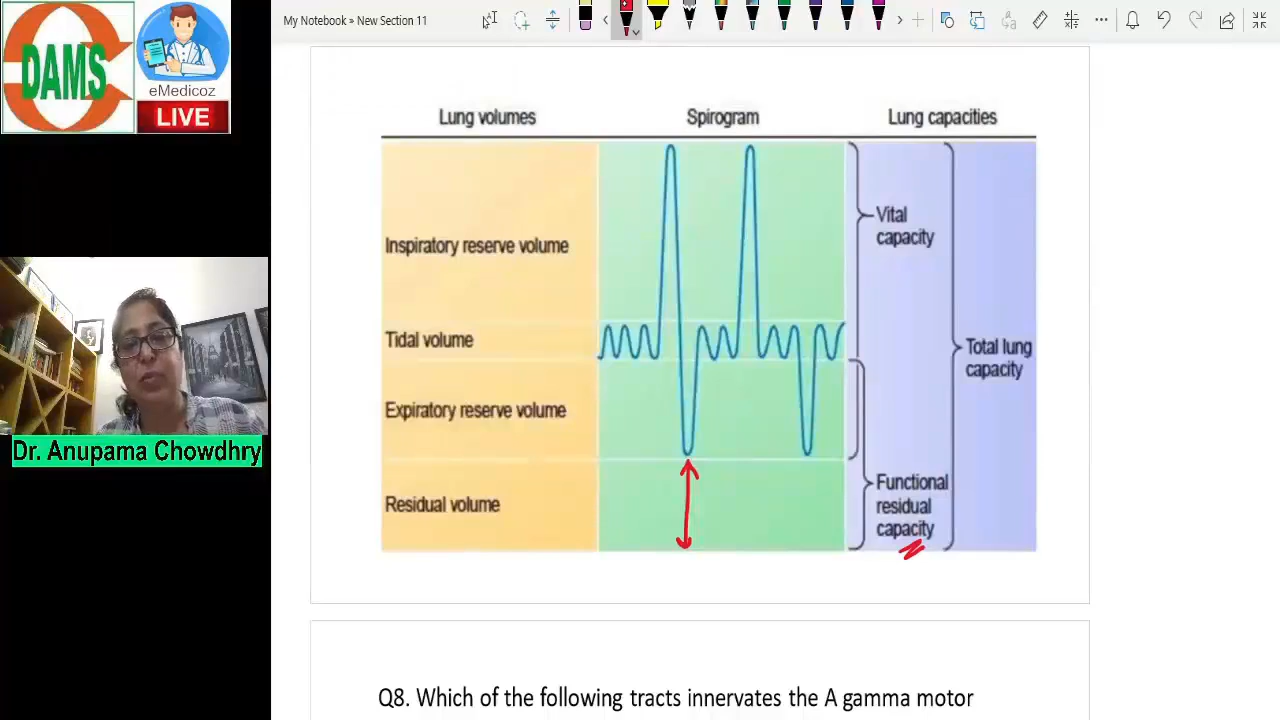 My Notebook » New Section 11
DAMS
eMedicoz
LIVE
Lung volumes
Spirogram
Lung capacities
Inspiratory reserve volume
Vital
capacity
Tidal volume
Total lung
capacity
Expiratory reserve volume
Dr. Anupama Chowdhry
Functional
residual
capacity
Residual volume
Q8. Which of the following tracts innervates the A gamma motor